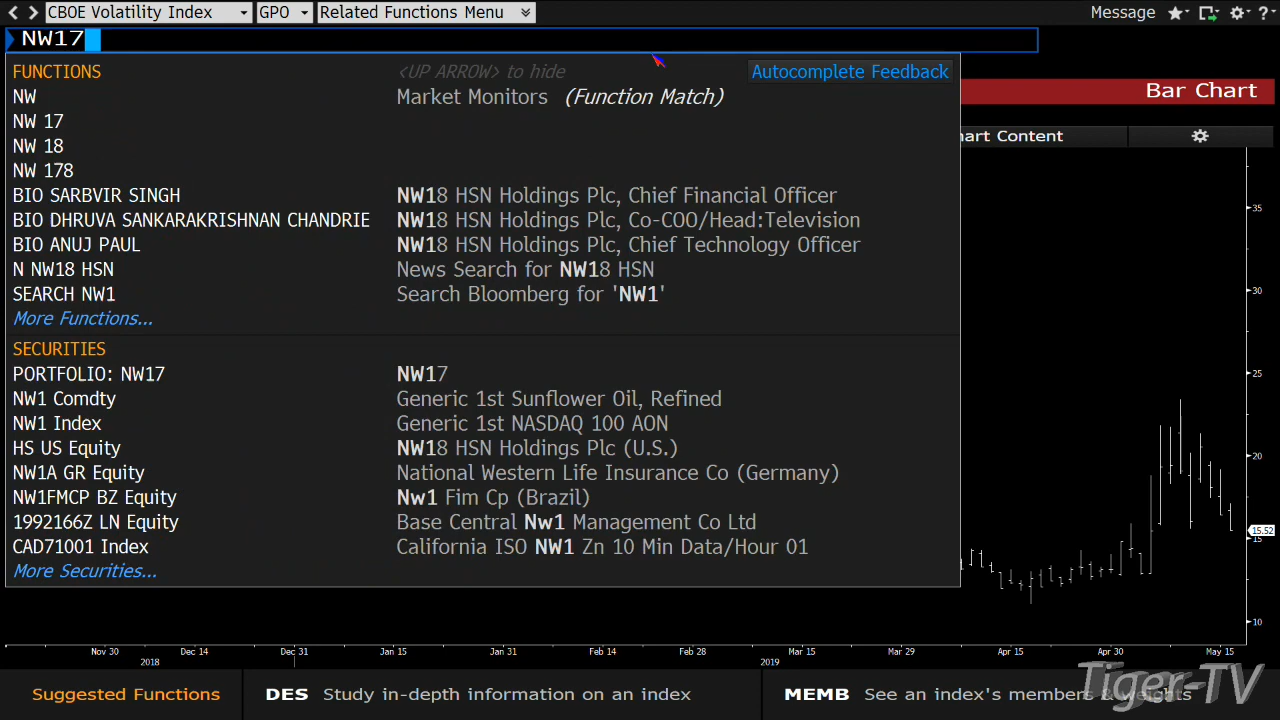 CBOE Volatility Index GPO Related Functions Menu Message ?
NW17
FUNCTIONS <UP ARROW> to hide Autocomplete Feedback
NW Market Monitors (Function Match)
Bar Chart
NW 17
hart Content
NW 18
NW 178
BIO SARBVIR SINGH NW18 HSN Holdings Plc, Chief Financial Officer
BIO DHRUVA SANKARAKRISHNAN CHANDRIE NW18 HSN Holdings Plc, Co-COO/Head:Television
BIO ANUJ PAUL NW18 HSN Holdings Plc, Chief Technology Officer
N NW18 HSN News Search for NW18 HSN
SEARCH NW1 Search Bloomberg for 'NW1'
More Functions...
SECURITIES
PORTFOLIO: NW17 NW17
NW1 Comdty Generic 1st Sunflower Oil, Refined
NW1 Index Generic 1st NASDAQ 100 AON
HS US Equity NW18 HSN Holdings Plc (U.S.)
NW1A GR Equity National Western Life Insurance Co (Germany)
NW1FMCP BZ Equity Nw1 Fim Cp (Brazil)
1992166Z LN Equity Base Central Nw1 Management Co Ltd
CAD71001 Index California ISO NW1 Zn 10 Min Data/Hour 01
More Securities...
35
30
25
20
15.52
15
10
Nov 30 Dec 14 Dec 31 Jan 15 Jan 31 Feb 14 Feb 28 Mar 15 Mar 29 Apr 15 Apr 30 May 15
2018 2019
Suggested Functions DES Study in-depth information on an index MEMB See an index's members & weights
Tiger-TV